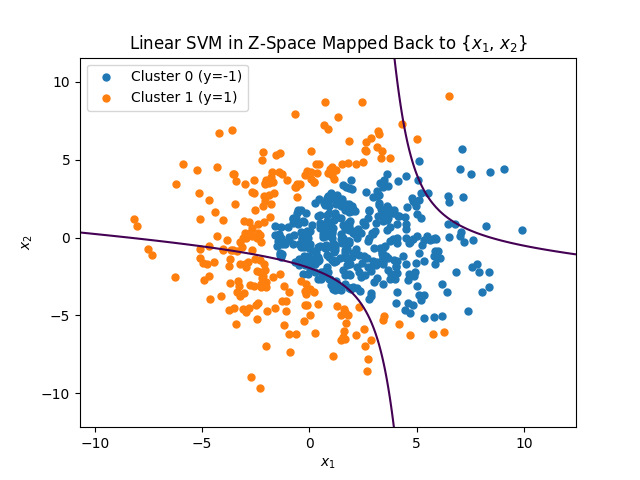 Linear SVM in Z-Space Mapped Back to {x₁, x₂}
Cluster 0 (y=-1)
Cluster 1 (y=1)
10
5
0
−5
−10
x₂
−10
−5
0
5
10
x₁